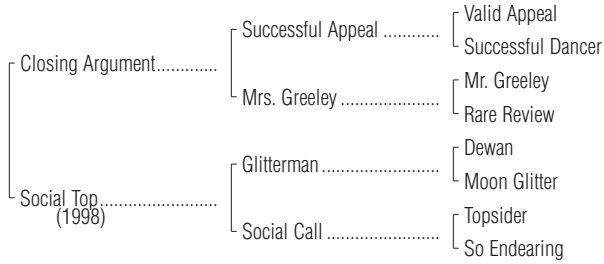 Valid Appeal
Successful Appeal ............
Successful Dancer
Closing Argument.............
Mr. Greeley
Mrs. Greeley .....................
Rare Review
Dewan
Glitterman.........................
Moon Glitter
Social Top.........................
(1998)
Topsider
Social Call ........................
So Endearing